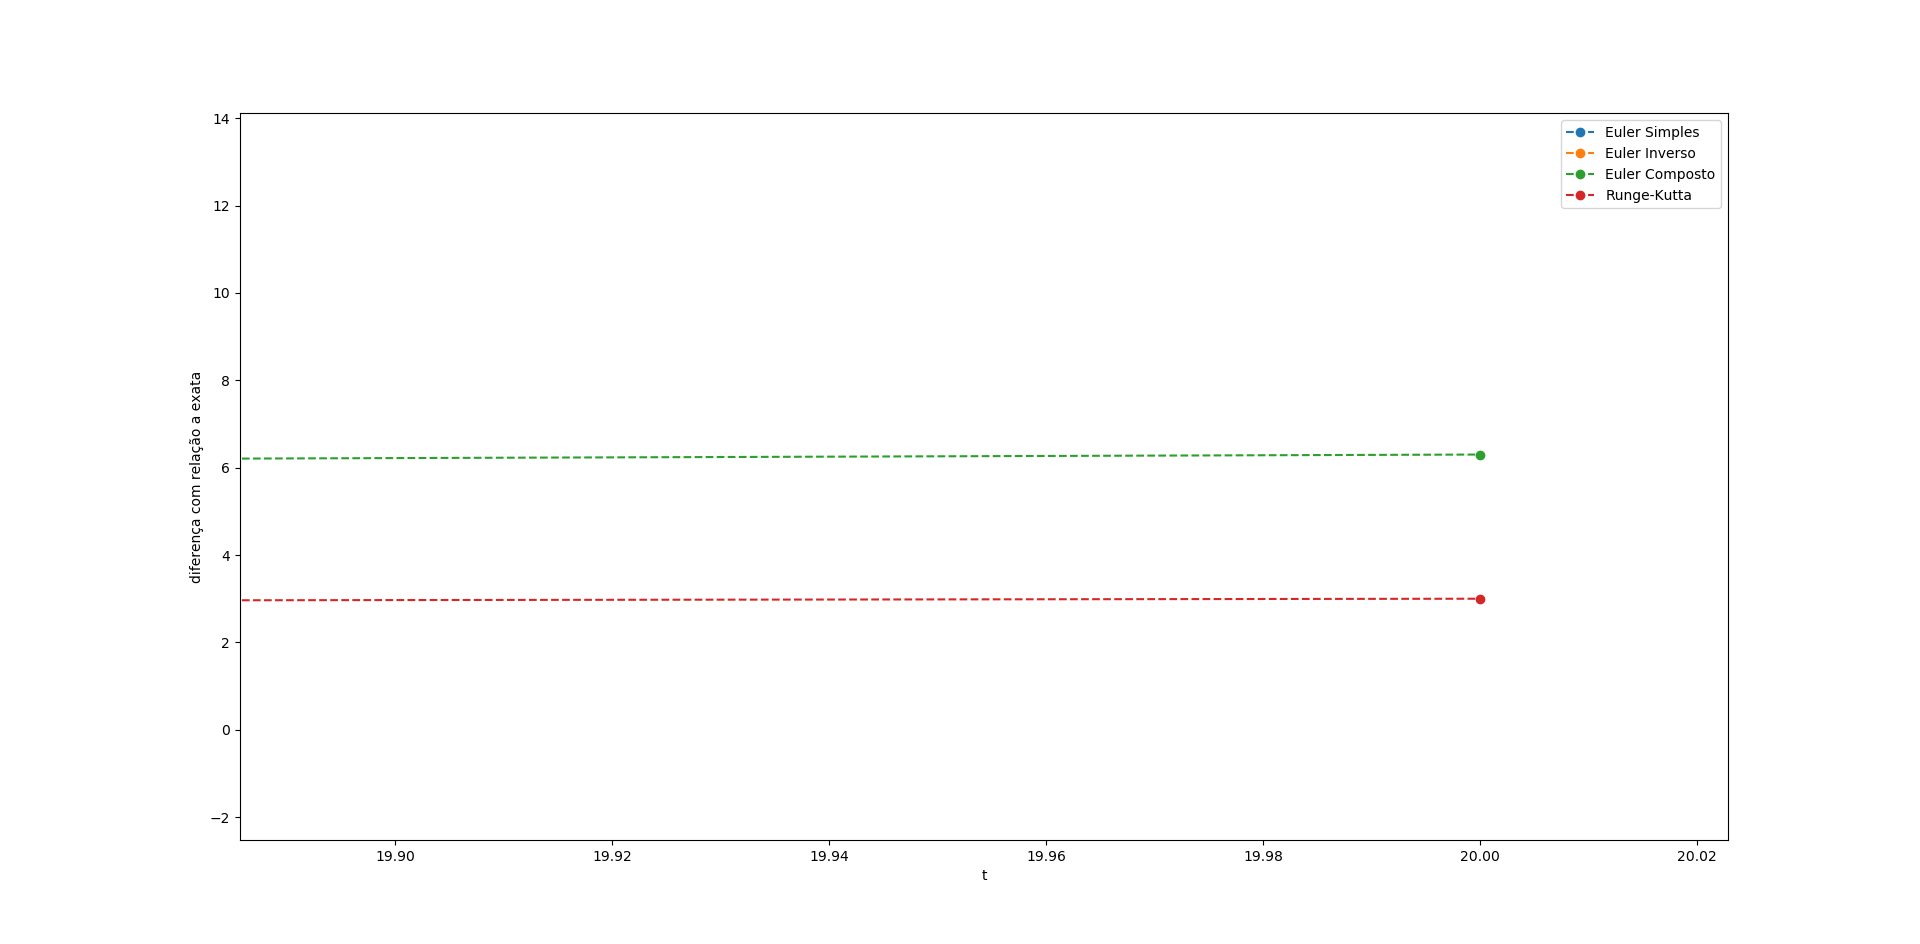 14
12
10
8
6
4
2
0
−2
diferença com relação a exata
Euler Simples
Euler Inverso
Euler Composto
Runge-Kutta
19.90 19.92 19.94 19.96 19.98 20.00 20.02
t